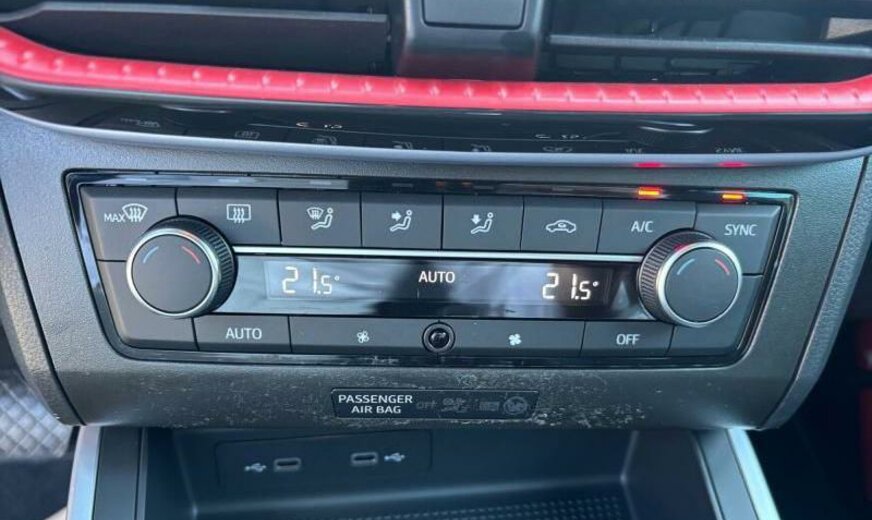 MAX
A/C
SYNC
21.5°
AUTO
21.5°
AUTO
OFF
PASSENGER
AIR BAG
OFF